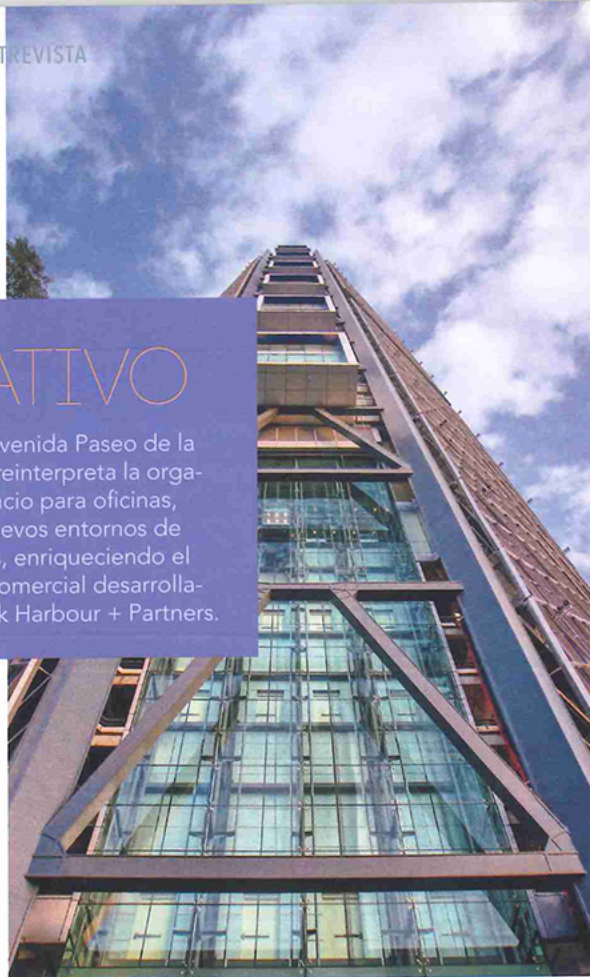 TREVISTA
ATIVO
venida Paseo de la
reinterpreta la orga-
cio para oficinas,
evos entornos de
s, enriqueciendo el
omercial desarrolla-
k Harbour + Partners.